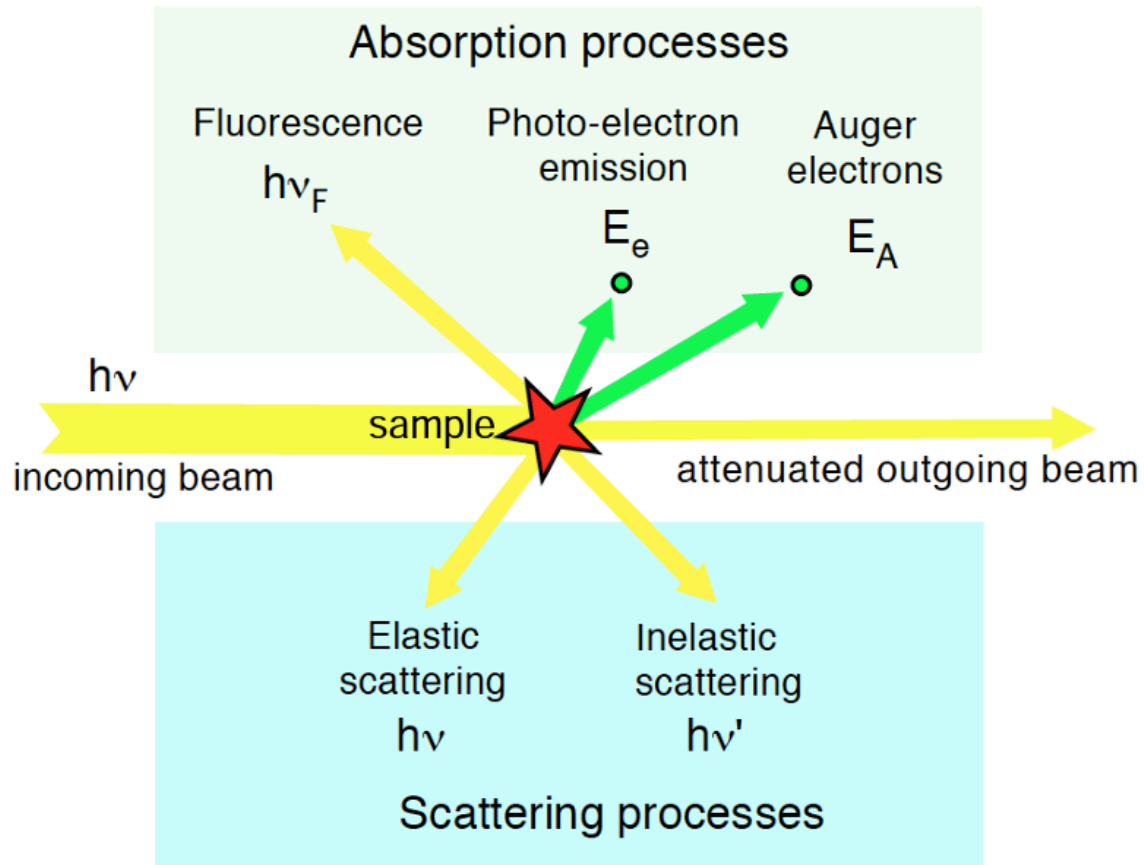 Absorption processes
Fluorescence
hν_F
Photo-electron
emission
E_e
Auger
electrons
E_A
hν
sample
incoming beam
attenuated outgoing beam
Elastic
scattering
hν
Inelastic
scattering
hν'
Scattering processes